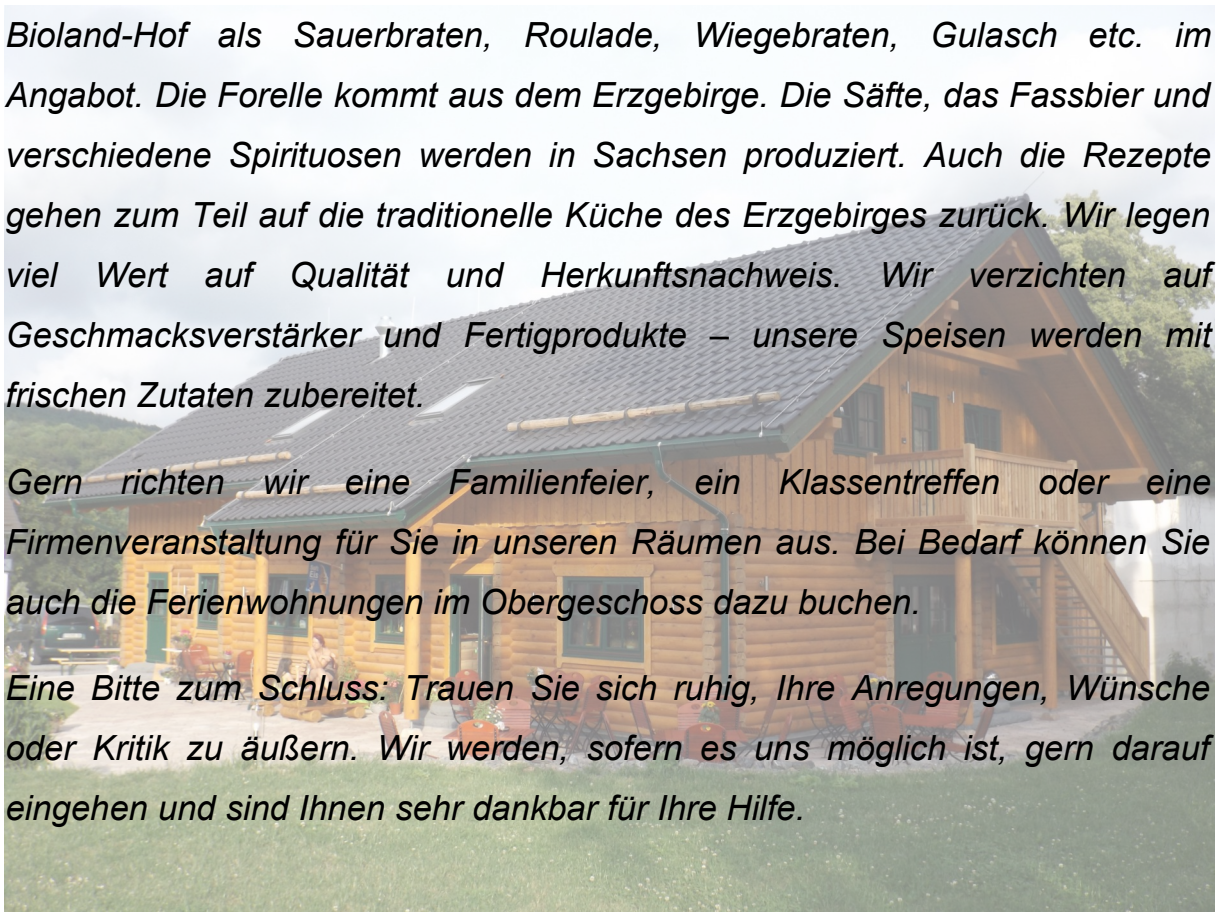 Bioland-Hof als Sauerbraten, Roulade, Wiegebraten, Gulasch etc. im
Angabot. Die Forelle kommt aus dem Erzgebirge. Die Säfte, das Fassbier und
verschiedene Spirituosen werden in Sachsen produziert. Auch die Rezepte
gehen zum Teil auf die traditionelle Küche des Erzgebirges zurück. Wir legen
viel Wert auf Qualität und Herkunftsnachweis. Wir verzichten auf
Geschmacksverstärker und Fertigprodukte – unsere Speisen werden mit
frischen Zutaten zubereitet.
Gern richten wir eine Familienfeier, ein Klassentreffen oder eine
Firmenveranstaltung für Sie in unseren Räumen aus. Bei Bedarf können Sie
auch die Ferienwohnungen im Obergeschoss dazu buchen.
Eine Bitte zum Schluss: Trauen Sie sich ruhig, Ihre Anregungen, Wünsche
oder Kritik zu äußern. Wir werden, sofern es uns möglich ist, gern darauf
eingehen und sind Ihnen sehr dankbar für Ihre Hilfe.